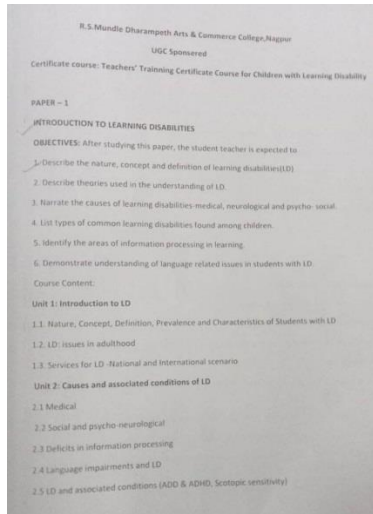 R.S.Mundle Dharampeth Arts & Commerce College,Nagpur
UGC Sponsered
Certificate course: Teachers' Trainning Certificate Course for Children with Learning Disability
PAPER – 1
INTRODUCTION TO LEARNING DISABILITIES
OBJECTIVES: After studying this paper, the student teacher is expected to
1. Describe the nature, concept and definition of learning disabilities(LD)
2. Describe theories used in the understanding of LD.
3. Narrate the causes of learning disabilities-medical, neurological and psycho- social.
4. List types of common learning disabilities found among children.
5. Identify the areas of information processing in learning.
6. Demonstrate understanding of language related issues in students with LD.
Course Content:
Unit 1: Introduction to LD
1.1. Nature, Concept, Definition, Prevalence and Characteristics of Students with LD
1.2. LD: issues in adulthood
1.3. Services for LD -National and International scenario
Unit 2: Causes and associated conditions of LD
2.1 Medical
2.2 Social and psycho-neurological
2.3 Deficits in information processing
2.4 Language impairments and LD
2.5 LD and associated conditions (ADD & ADHD, Scotopic sensitivity)